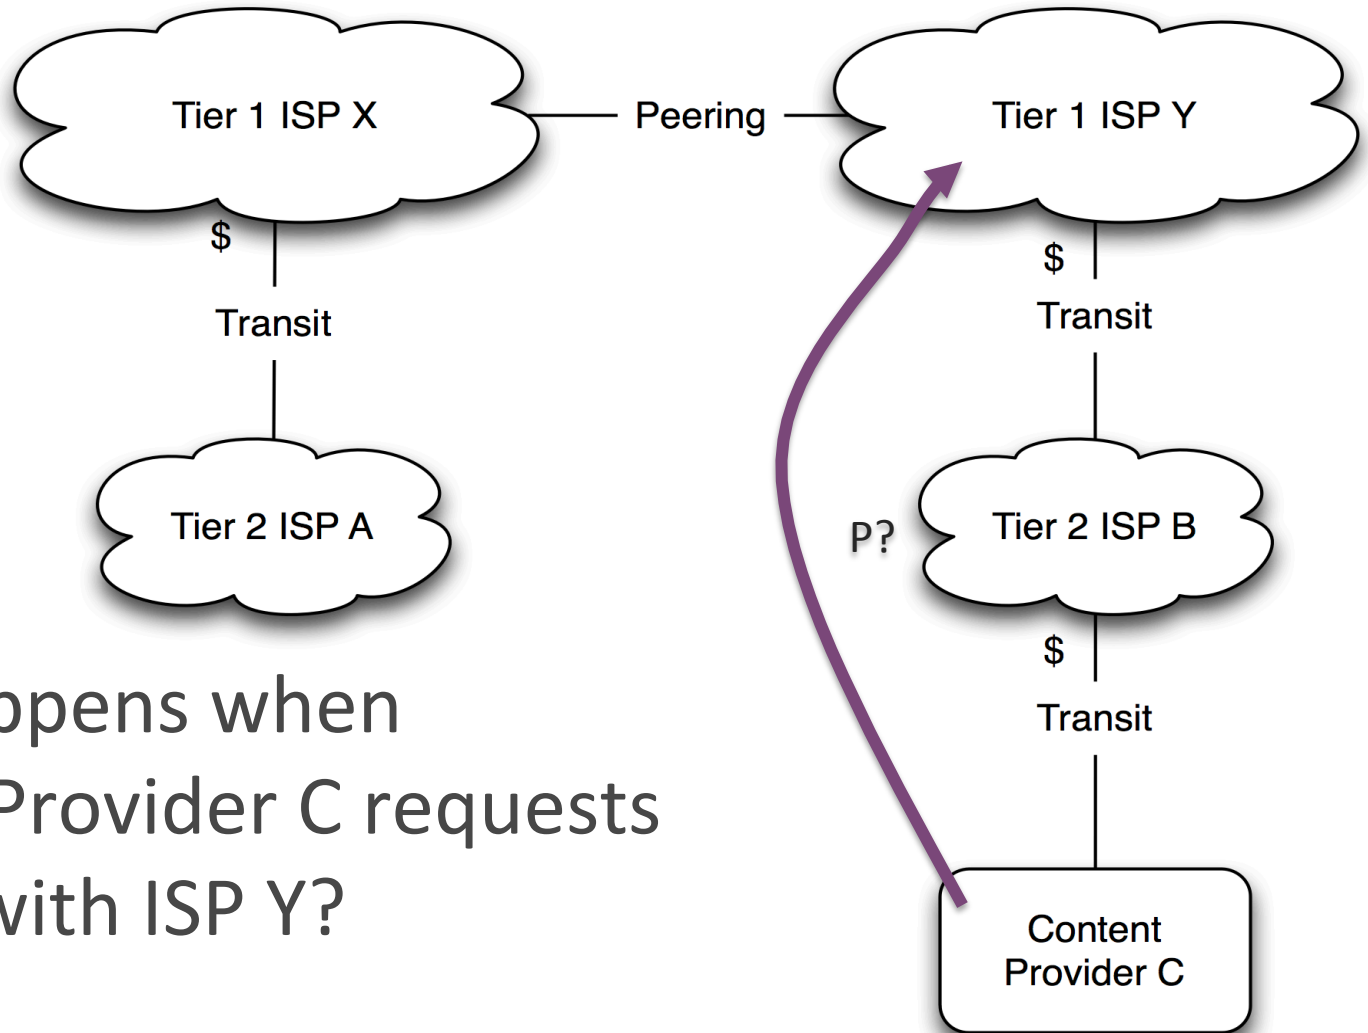 Tier 1 ISP X
Peering
Tier 1 ISP Y
$
$
Transit
Transit
Tier 2 ISP A
P?
Tier 2 ISP B
$
Transit
ppens when
Provider C requests
with ISP Y?
Content
Provider C